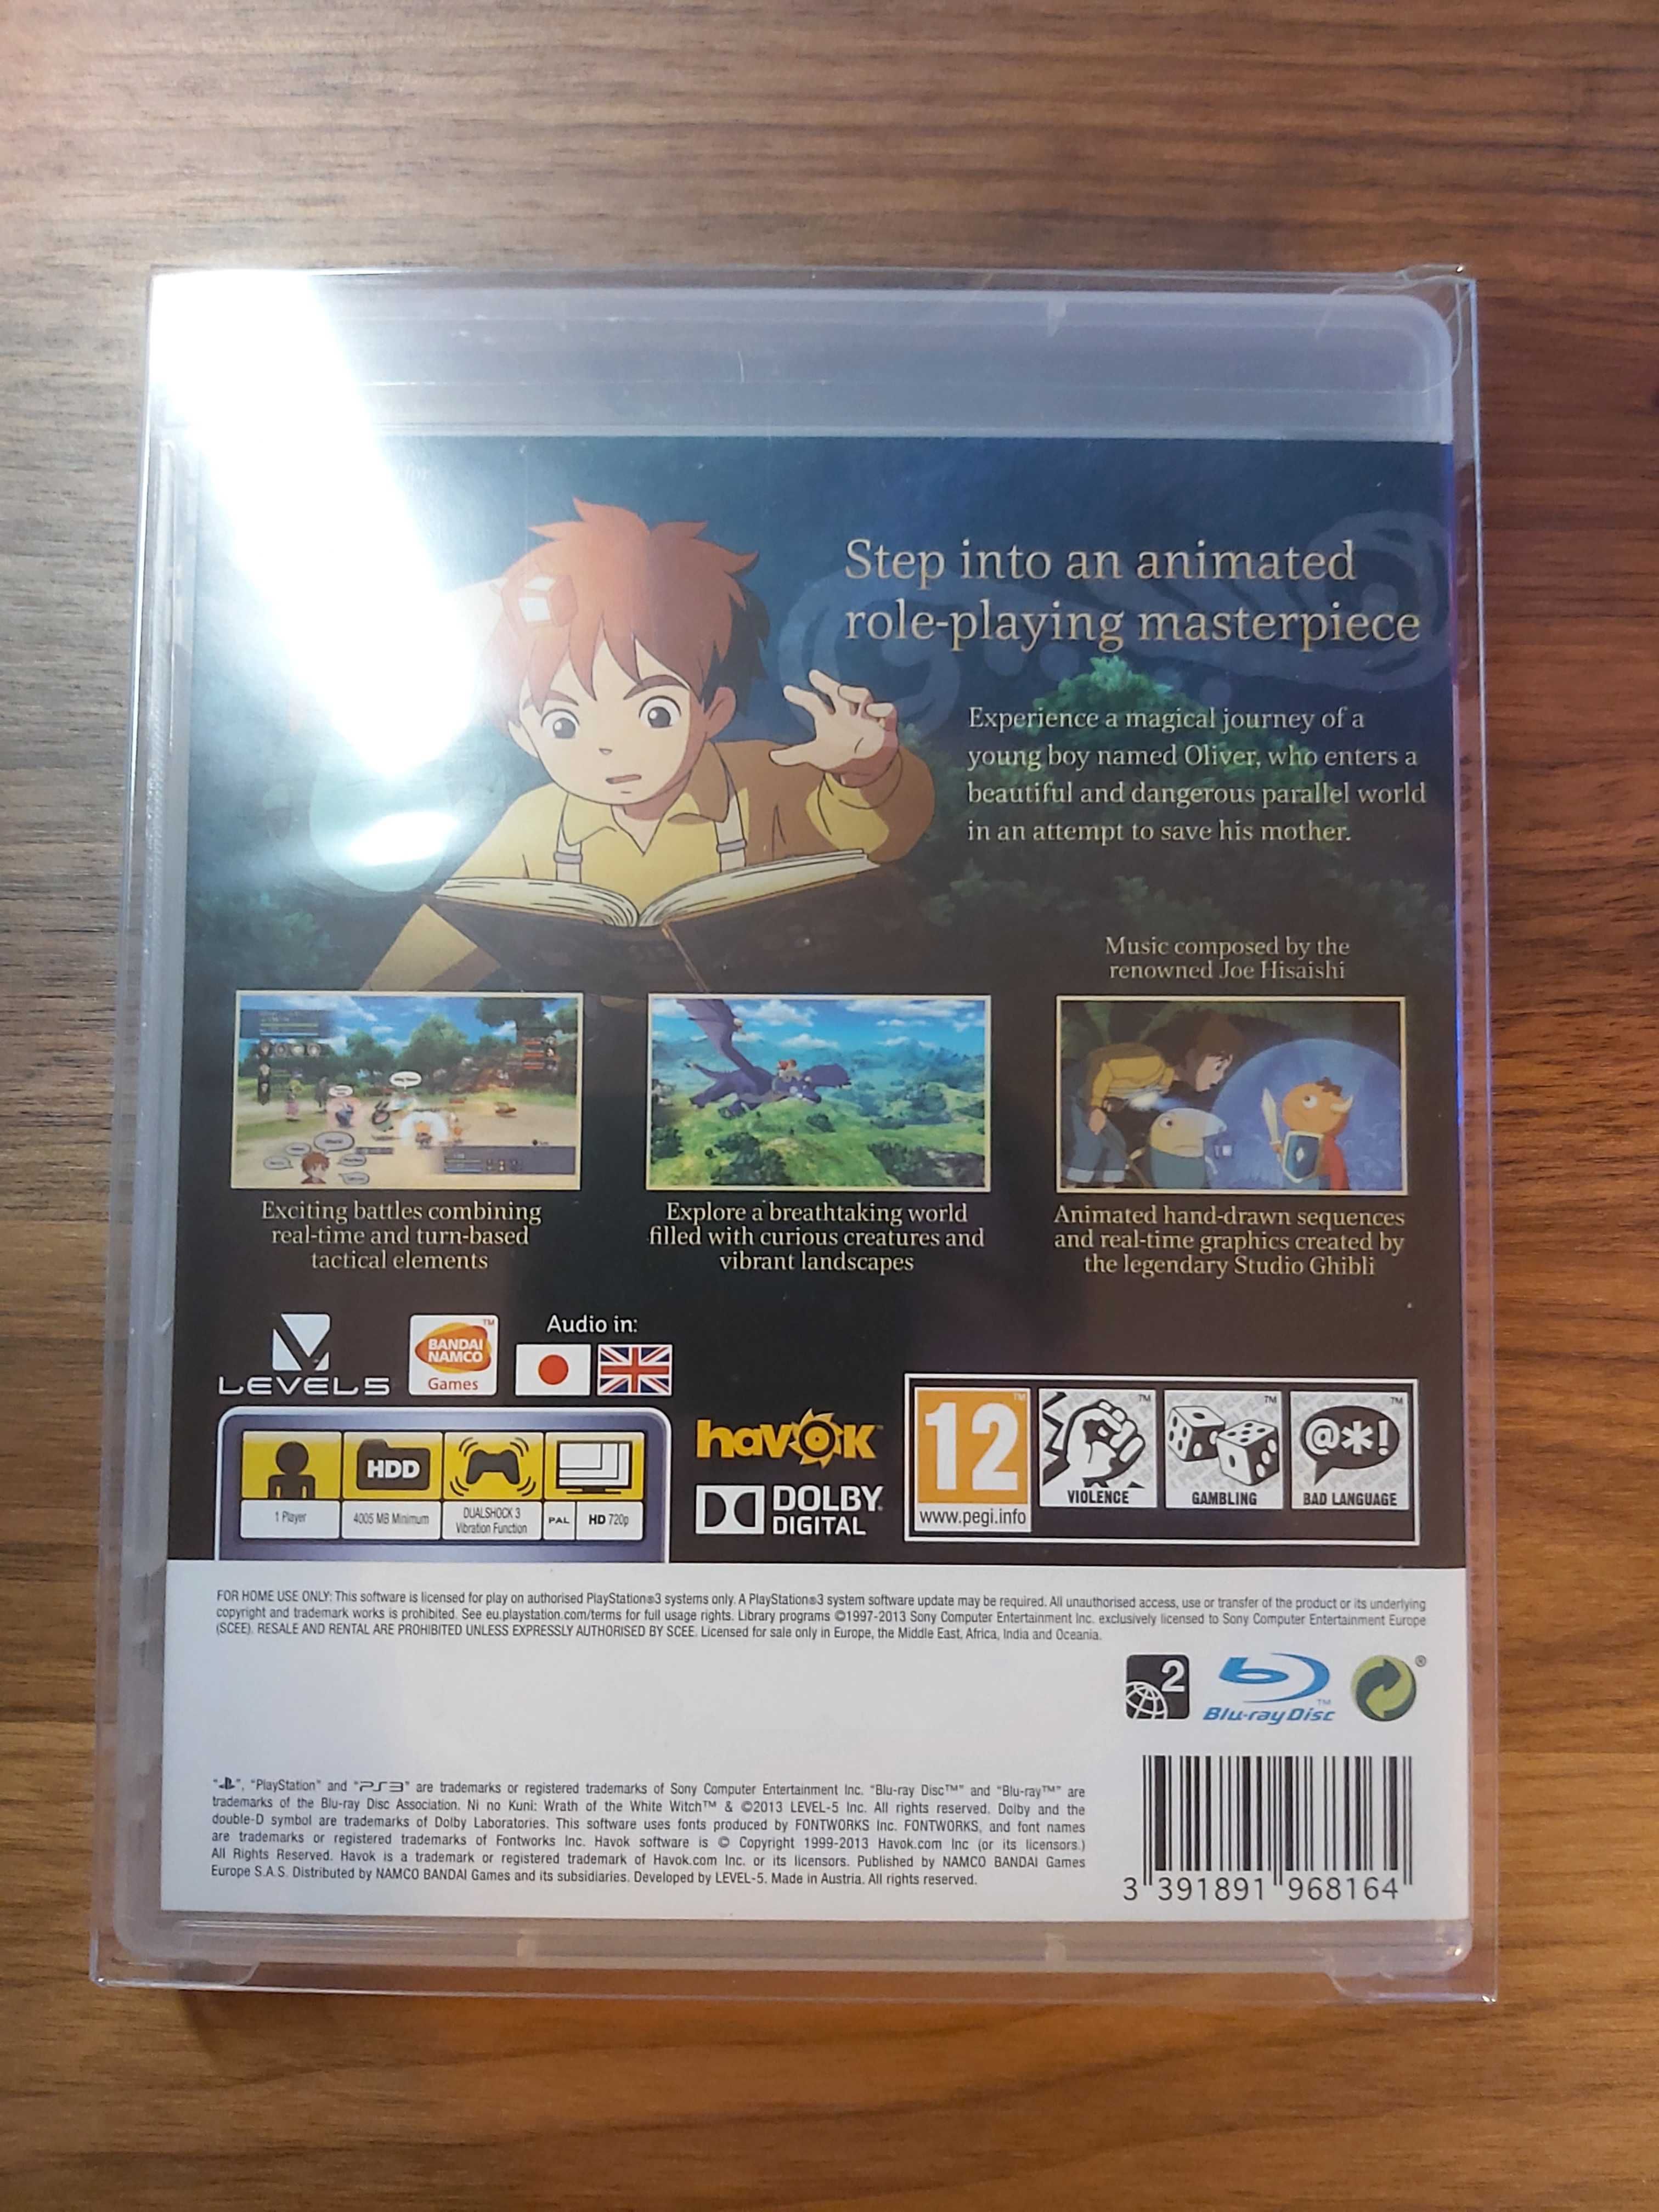 Step into an animated
role-playing masterpiece
Experience a magical journey of a
young boy named Oliver, who enters a
beautiful and dangerous parallel world
in an attempt to save his mother.
Music composed by the
renowned Joe Hisaishi
Exciting battles combining
real-time and turn-based
tactical elements
Explore a breathtaking world
filled with curious creatures and
vibrant landscapes
Animated hand-drawn sequences
and real-time graphics created by
the legendary Studio Ghibli
LEVEL5
BANDAI
NAMCO
Games
™
Audio in:
HDD
1 Player
4005 MB Minimum
DUALSHOCK 3
Vibration Function
PAL
HD 720p
havok™
DOLBY®
DIGITAL
12
www.pegi.info
VIOLENCE
GAMBLING
@*!
BAD LANGUAGE
FOR HOME USE ONLY: This software is licensed for play on authorised PlayStation®3 systems only. A PlayStation®3 system software update may be required. All unauthorised access, use or transfer of the product or its underlying
copyright and trademark works is prohibited. See eu.playstation.com/terms for full usage rights. Library programs ©1997-2013 Sony Computer Entertainment Inc. exclusively licensed to Sony Computer Entertainment Europe
(SCEE). RESALE AND RENTAL ARE PROHIBITED UNLESS EXPRESSLY AUTHORISED BY SCEE. Licensed for sale only in Europe, the Middle East, Africa, India and Oceania.
2
Blu-ray Disc™
®
"PlayStation" and "PS3" are trademarks or registered trademarks of Sony Computer Entertainment Inc. "Blu-ray Disc™" and "Blu-ray™" are
trademarks of the Blu-ray Disc Association. Ni no Kuni: Wrath of the White Witch™ & ©2013 LEVEL-5 Inc. All rights reserved. Dolby and the
double-D symbol are trademarks of Dolby Laboratories. This software uses fonts produced by FONTWORKS Inc. FONTWORKS, and font names
are trademarks or registered trademarks of Fontworks Inc. Havok software is © Copyright 1999-2013 Havok.com Inc (or its licensors.)
All Rights Reserved. Havok is a trademark or registered trademark of Havok.com Inc. or its licensors. Published by NAMCO BANDAI Games
Europe S.A.S. Distributed by NAMCO BANDAI Games and its subsidiaries. Developed by LEVEL-5. Made in Austria. All rights reserved.
3 391891 968164